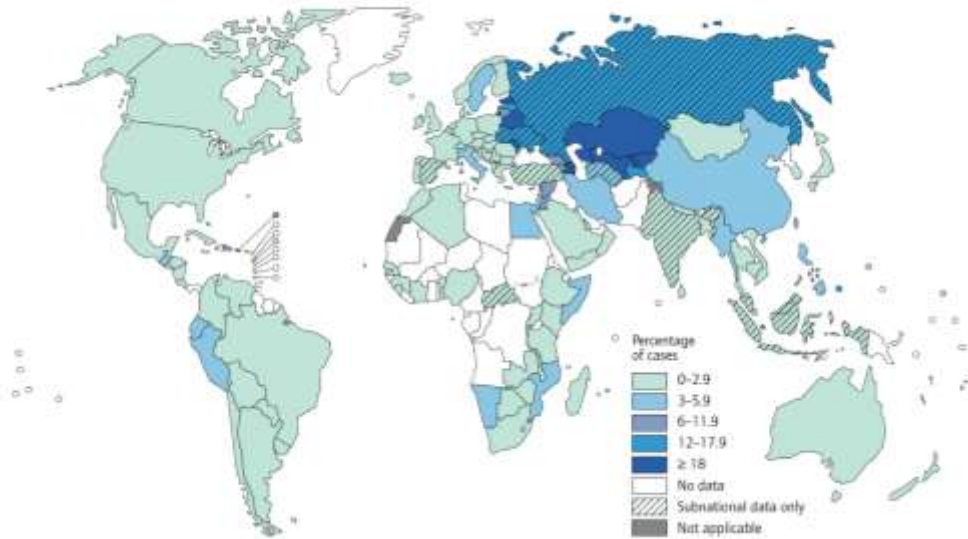 Percentage
of cases
0–2.9
3–5.9
6–11.9
12–17.9
≥ 18
No data
Subnational data only
Not applicable